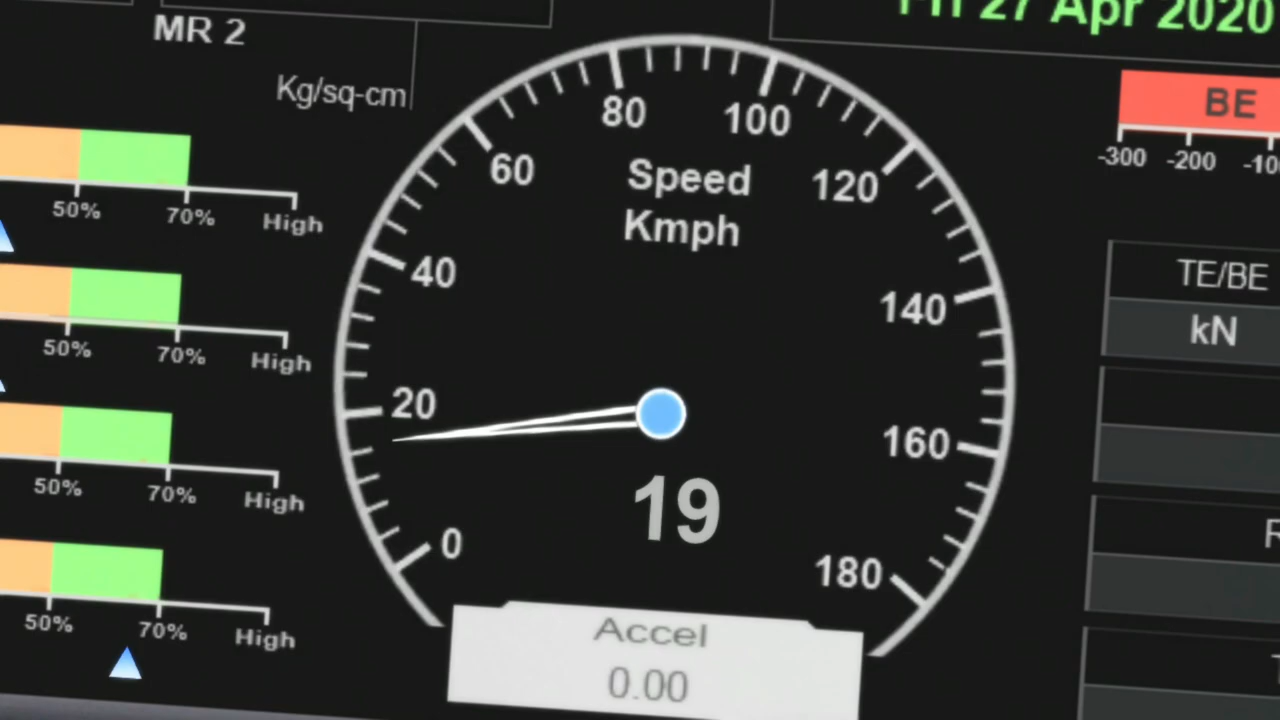 Fri 27 Apr 2020
MR 2
Kg/sq-cm
50% 70% High
50% 70% High
50% 70% High
50% 70% High
0
20
40
60
80
100
120
140
160
180
Speed
Kmph
19
Accel
0.00
BE
-300 -200
TE/BE
kN